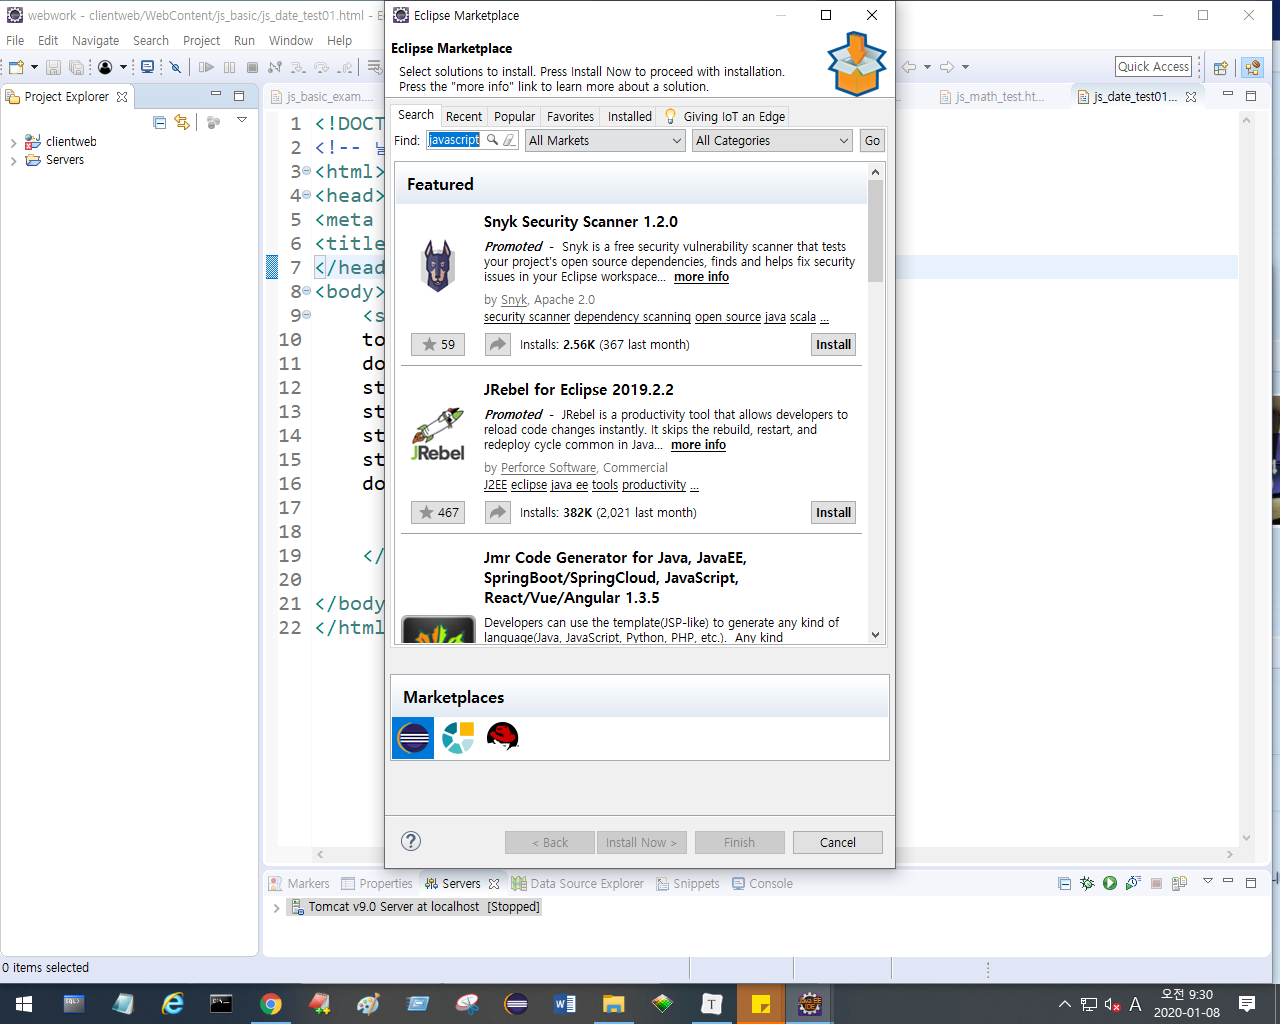 webwork - clientweb/WebContent/js_basic/js_date_test01.html - E
File Edit Navigate Search Project Run Window Help
Quick Access
Project Explorer
clientweb
Servers
js_basic_exam....
js_math_test.ht...
js_date_test01...
1 <!DOCT
2 <!--
3 <html>
4 <head>
5 <meta
6 <title
7 </head
8 <body>
9 <s
10 to
11 do
12 st
13 st
14 st
15 st
16 do
17
18
19 </
20
21 </body
22 </html
Eclipse Marketplace
Eclipse Marketplace
Select solutions to install. Press Install Now to proceed with installation.
Press the "more info" link to learn more about a solution.
Search Recent Popular Favorites Installed Giving IoT an Edge
Find: javascript All Markets All Categories Go
Featured
Snyk Security Scanner 1.2.0
Promoted - Snyk is a free security vulnerability scanner that tests
your project's open source dependencies, finds and helps fix security
issues in your Eclipse workspace... more info
by Snyk, Apache 2.0
security scanner dependency scanning open source java scala ...
59 Installs: 2.56K (367 last month) Install
JRebel for Eclipse 2019.2.2
Promoted - JRebel is a productivity tool that allows developers to
reload code changes instantly. It skips the rebuild, restart, and
redeploy cycle common in Java... more info
JRebel
by Perforce Software, Commercial
J2EE eclipse java ee tools productivity ...
467 Installs: 382K (2,021 last month) Install
Jmr Code Generator for Java, JavaEE,
SpringBoot/SpringCloud, JavaScript,
React/Vue/Angular 1.3.5
Developers can use the template(JSP-like) to generate any kind of
language(Java, JavaScript, Python, PHP, etc.). Any kind
Marketplaces
< Back Install Now > Finish Cancel
Markers Properties Servers Data Source Explorer Snippets Console
Tomcat v9.0 Server at localhost [Stopped]
0 items selected
A
오전 9:30
2020-01-08